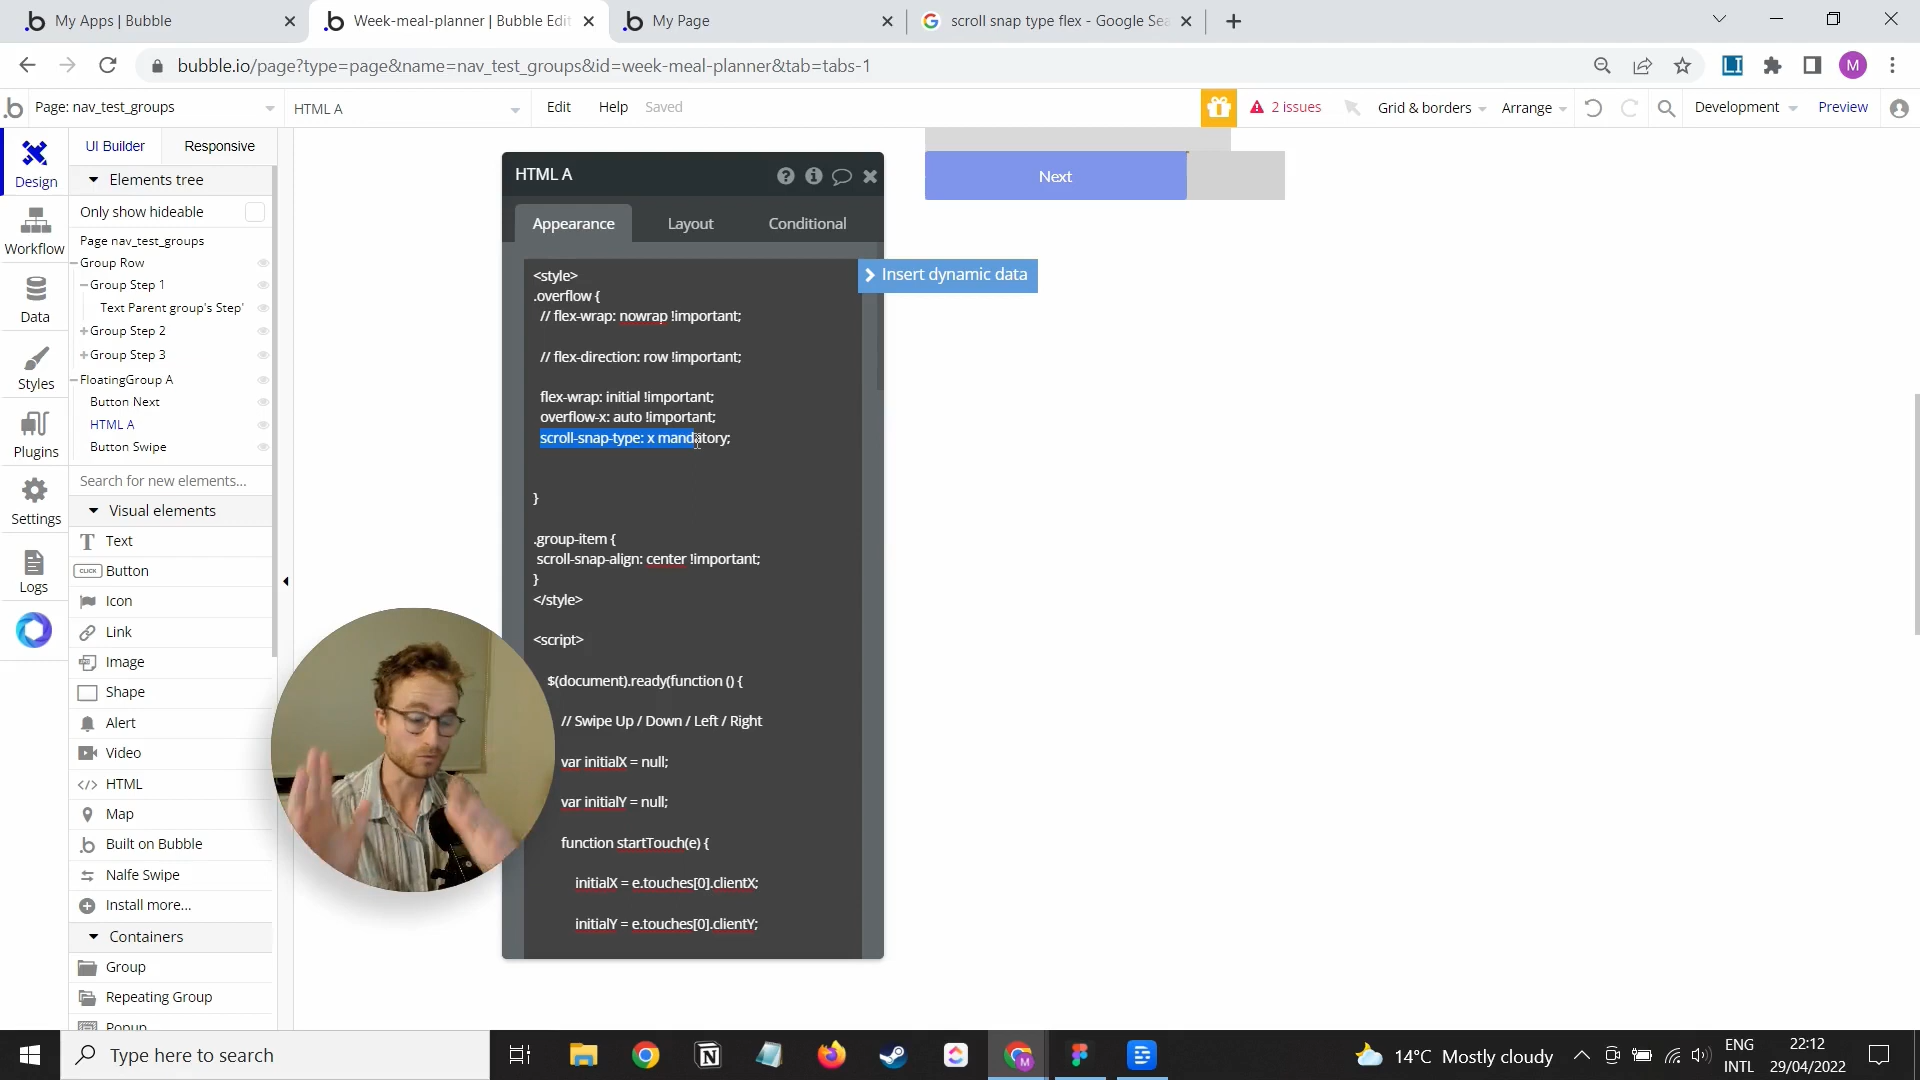 My Apps | Bubble
Week-meal-planner | Bubble Edit
My Page
scroll snap type flex - Google Sea
bubble.io/page?type=page&name=nav_test_groups&id=week-meal-planner&tab=tabs-1
M
Page: nav_test_groups
HTML A
Edit
Help
Saved
2 issues
Grid & borders
Arrange
Development
Preview
Design
Workflow
Data
Styles
Plugins
Settings
Logs
UI Builder
Responsive
Elements tree
Only show hideable
Page nav_test_groups
Group Row
Group Step 1
Text Parent group's Step'
Group Step 2
Group Step 3
FloatingGroup A
Button Next
HTML A
Button Swipe
Search for new elements...
Visual elements
Text
CLICK Button
Icon
Link
Image
Shape
Alert
Video
HTML
Map
Built on Bubble
Nalfe Swipe
Install more...
Containers
Group
Repeating Group
Popup
HTML A
Appearance
Layout
Conditional
<style>
.overflow {
// flex-wrap: nowrap !important;
// flex-direction: row !important;
flex-wrap: initial !important;
overflow-x: auto !important;
scroll-snap-type: x mandatory;
}
.group-item {
scroll-snap-align: center !important;
}
</style>
<script>
$(document).ready(function () {
// Swipe Up / Down / Left / Right
var initialX = null;
var initialY = null;
function startTouch(e) {
initialX = e.touches[0].clientX;
initialY = e.touches[0].clientY;
Insert dynamic data
Next
Type here to search
14°C Mostly cloudy
ENG
INTL
22:12
29/04/2022